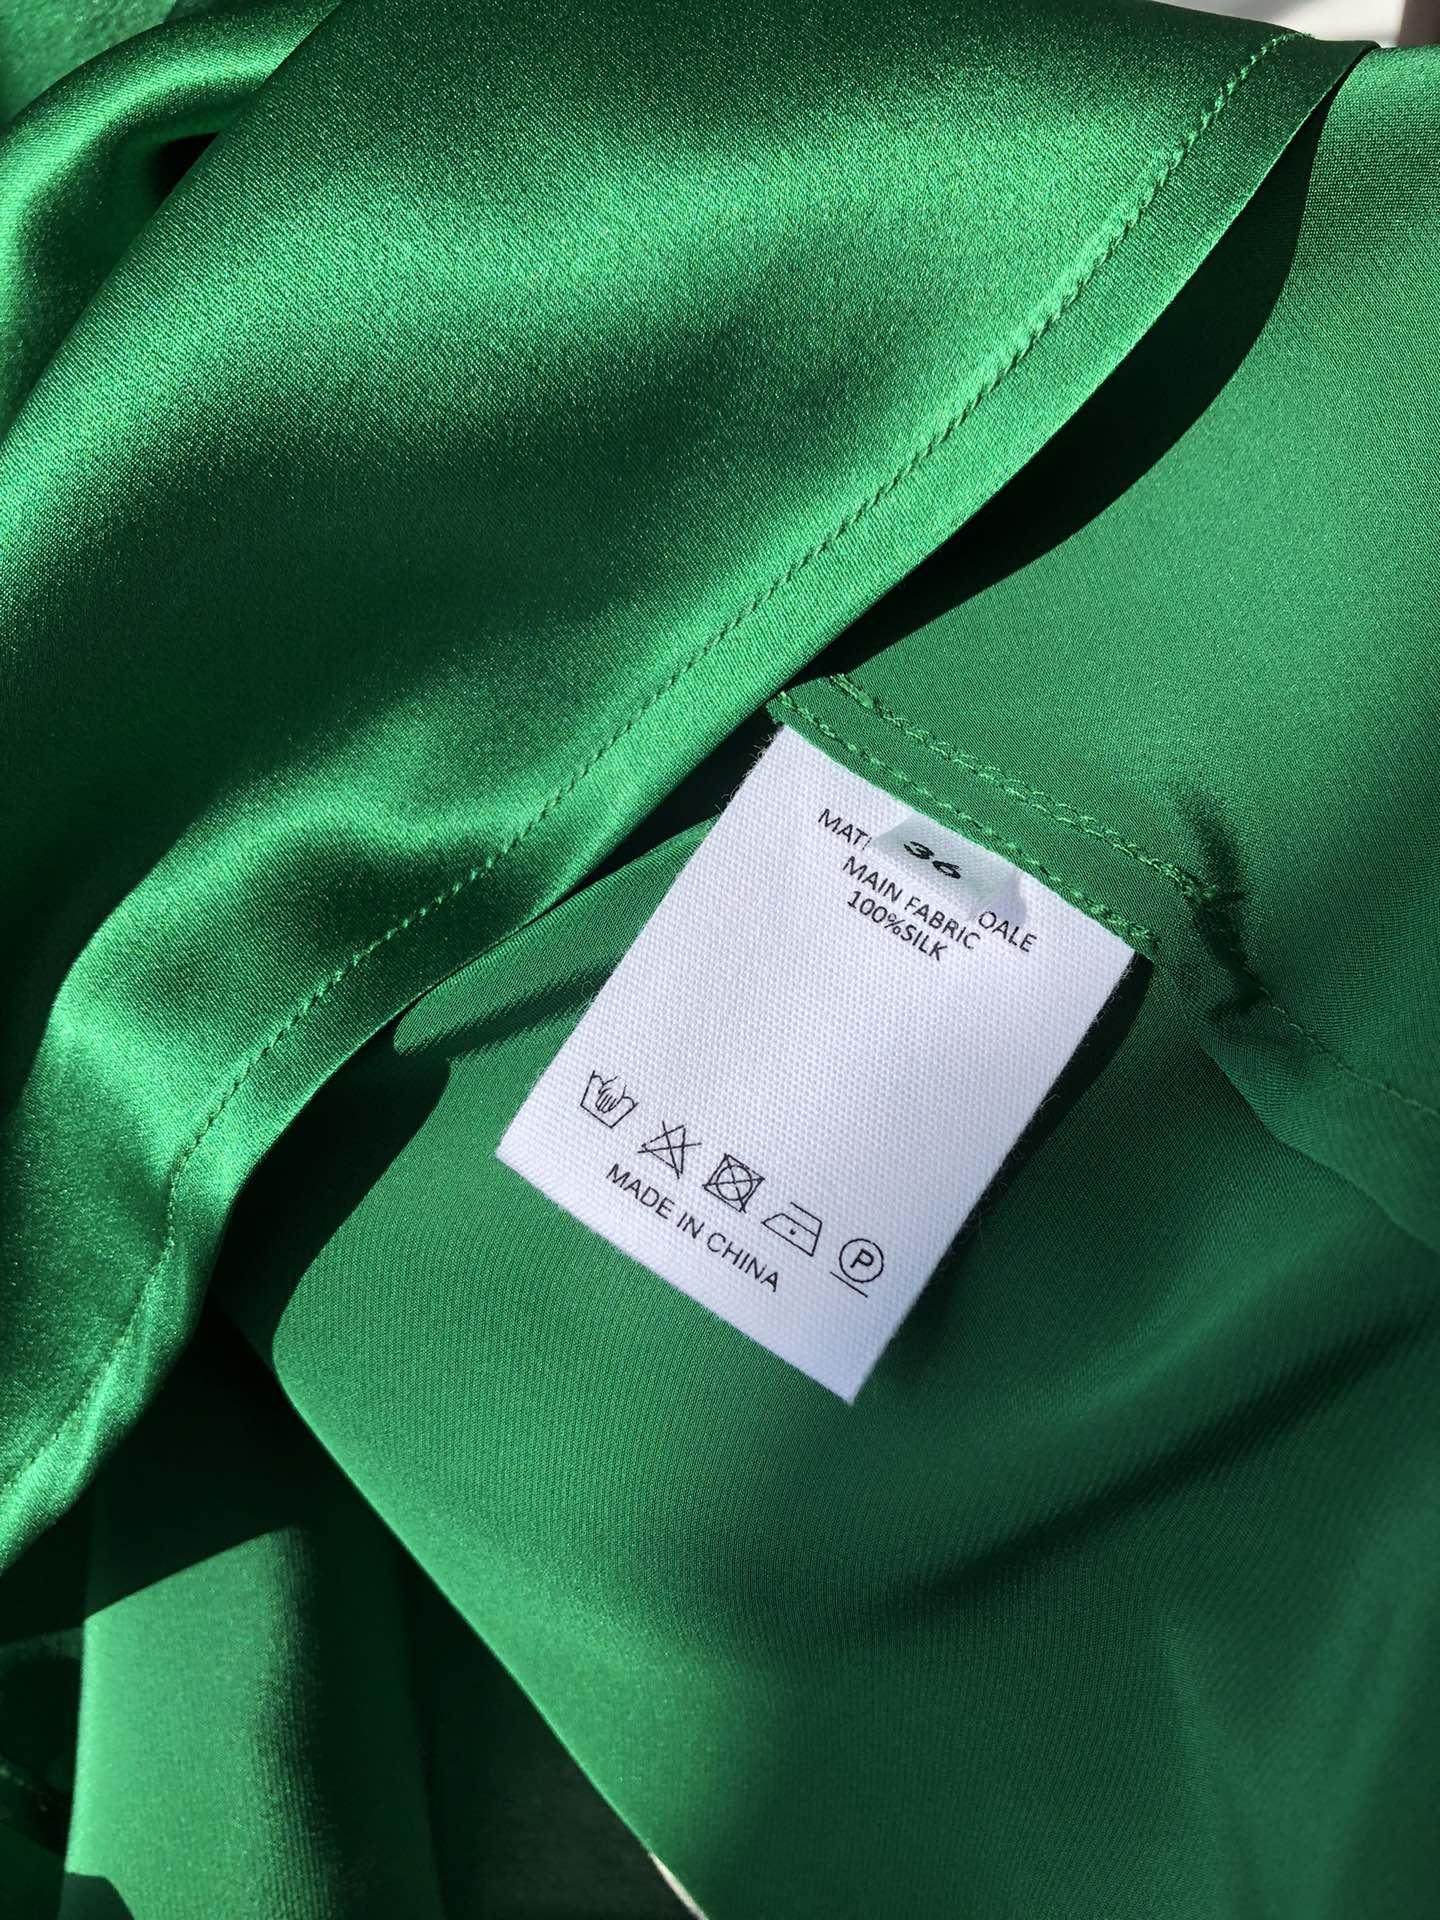 36
MAIN FABRIC
100%SILK
MADE IN CHINA
P